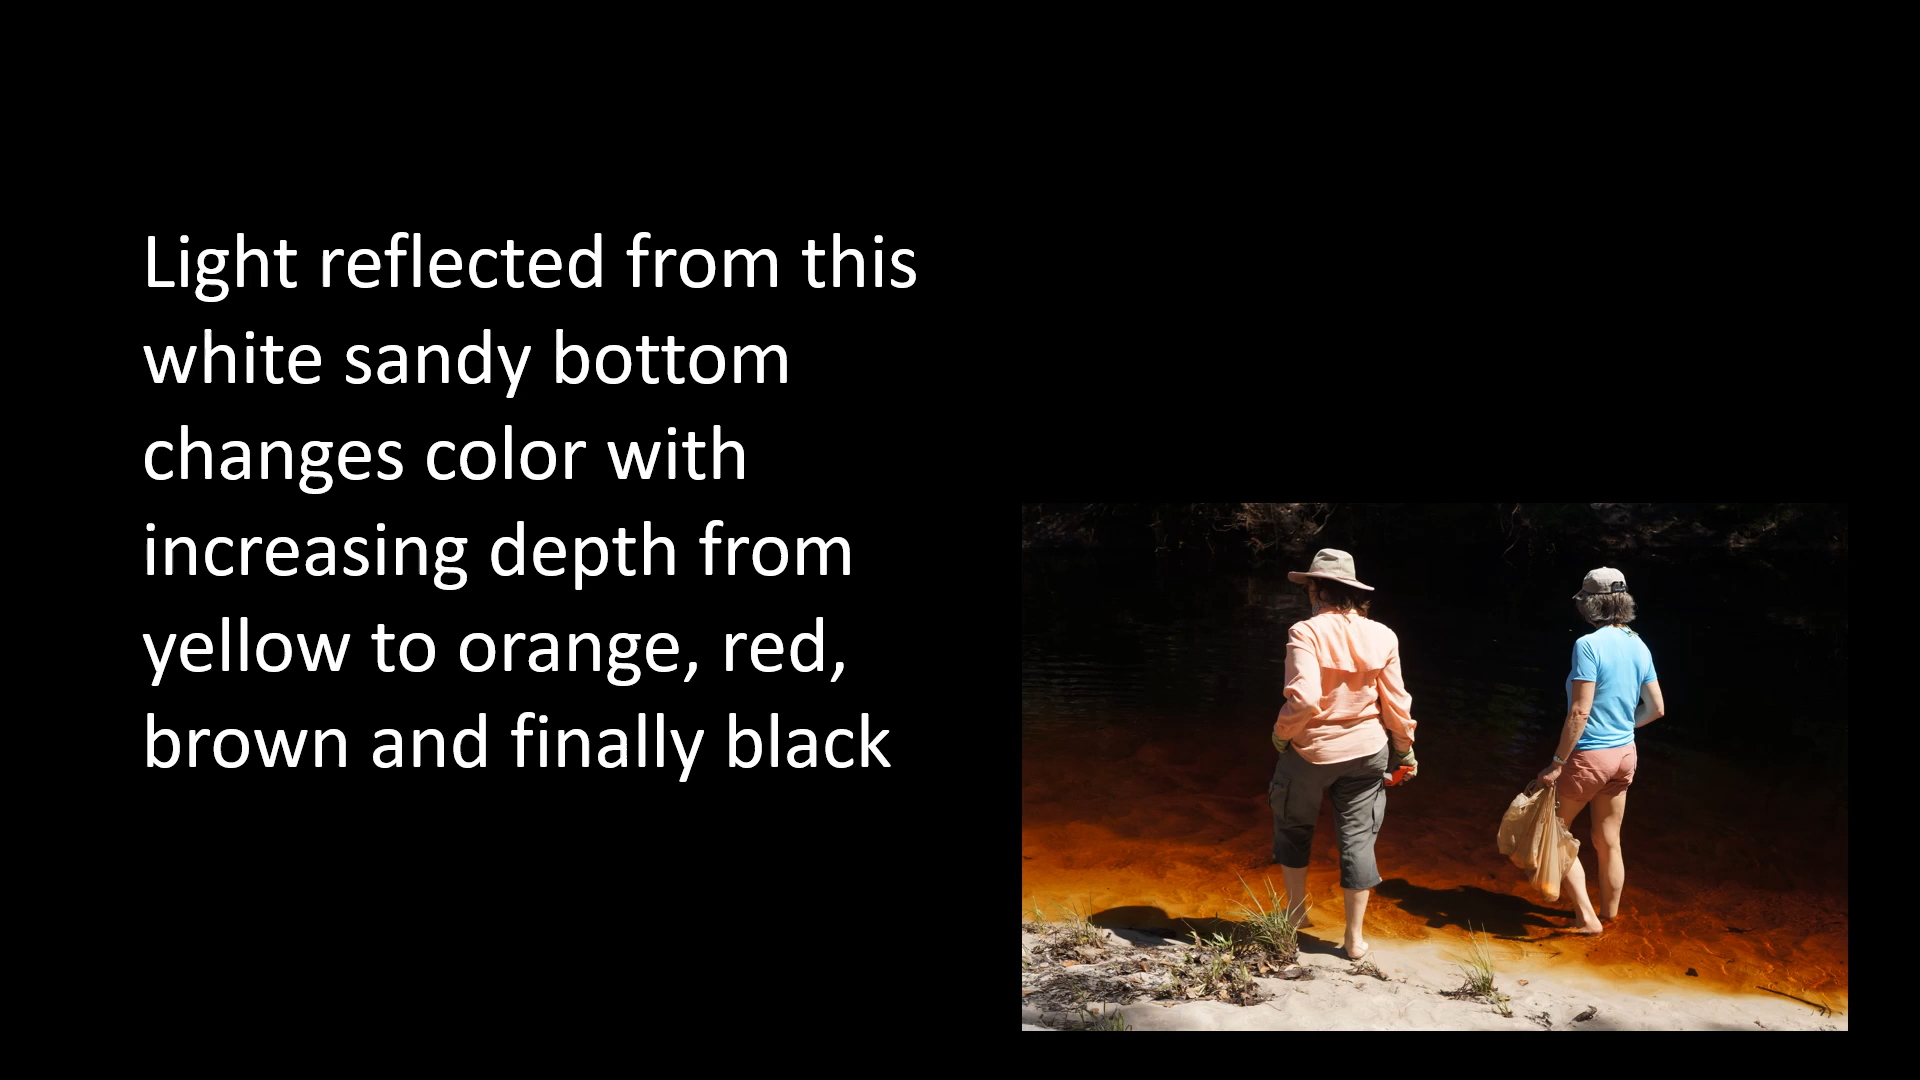 Light reflected from this
white sandy bottom
changes color with
increasing depth from
yellow to orange, red,
brown and finally black